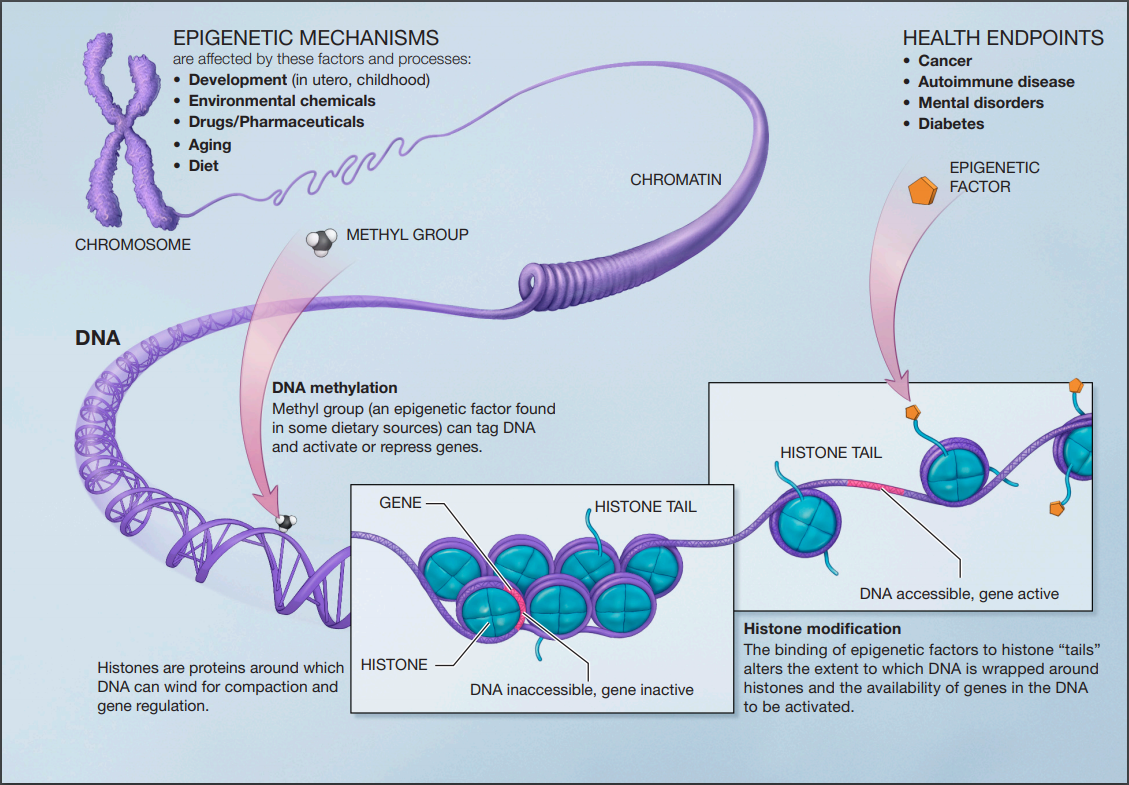 EPIGENETIC MECHANISMS
are affected by these factors and processes:
• Development (in utero, childhood)
• Environmental chemicals
• Drugs/Pharmaceuticals
• Aging
• Diet
HEALTH ENDPOINTS
• Cancer
• Autoimmune disease
• Mental disorders
• Diabetes
EPIGENETIC
FACTOR
CHROMATIN
CHROMOSOME
METHYL GROUP
DNA
DNA methylation
Methyl group (an epigenetic factor found
in some dietary sources) can tag DNA
and activate or repress genes.
HISTONE TAIL
GENE
HISTONE TAIL
DNA accessible, gene active
HISTONE
DNA inaccessible, gene inactive
Histones are proteins around which
DNA can wind for compaction and
gene regulation.
Histone modification
The binding of epigenetic factors to histone “tails”
alters the extent to which DNA is wrapped around
histones and the availability of genes in the DNA
to be activated.